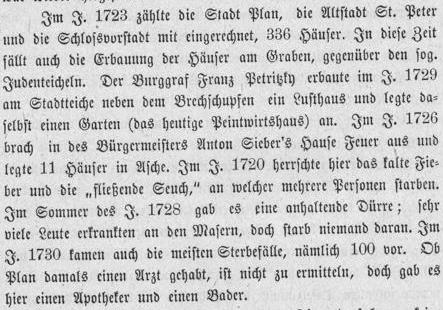 Im J. 1723 zählte die Stadt Plan, die Altstadt St. Peter
und die Schlossvorstadt mit eingerechnet, 336 Häuser. In diese Zeit
fällt auch die Erbauung der Häuser am Graben, gegenüber den sog.
Judenteicheln. Der Burggraf Franz Petritzky erbaute im J. 1729
am Stadtteiche neben dem Brechschupfen ein Lusthaus und legte da-
selbst einen Garten (das heutige Peintwirtshaus) an. Im J. 1726
brach in des Bürgermeisters Anton Sieber's Hause Feuer aus und
legte 11 Häuser in Asche. Im J. 1720 herrschte hier das kalte Fie-
ber und die „fließende Seuch," an welcher mehrere Personen starben.
Im Sommer des J. 1728 gab es eine anhaltende Dürre; sehr
viele Leute erkrankten an den Masern, doch starb niemand daran. Im
J. 1730 kamen auch die meisten Sterbefälle, nämlich 100 vor. Ob
Plan damals einen Arzt gehabt, ist nicht zu ermitteln, doch gab es
hier einen Apotheker und einen Bader.